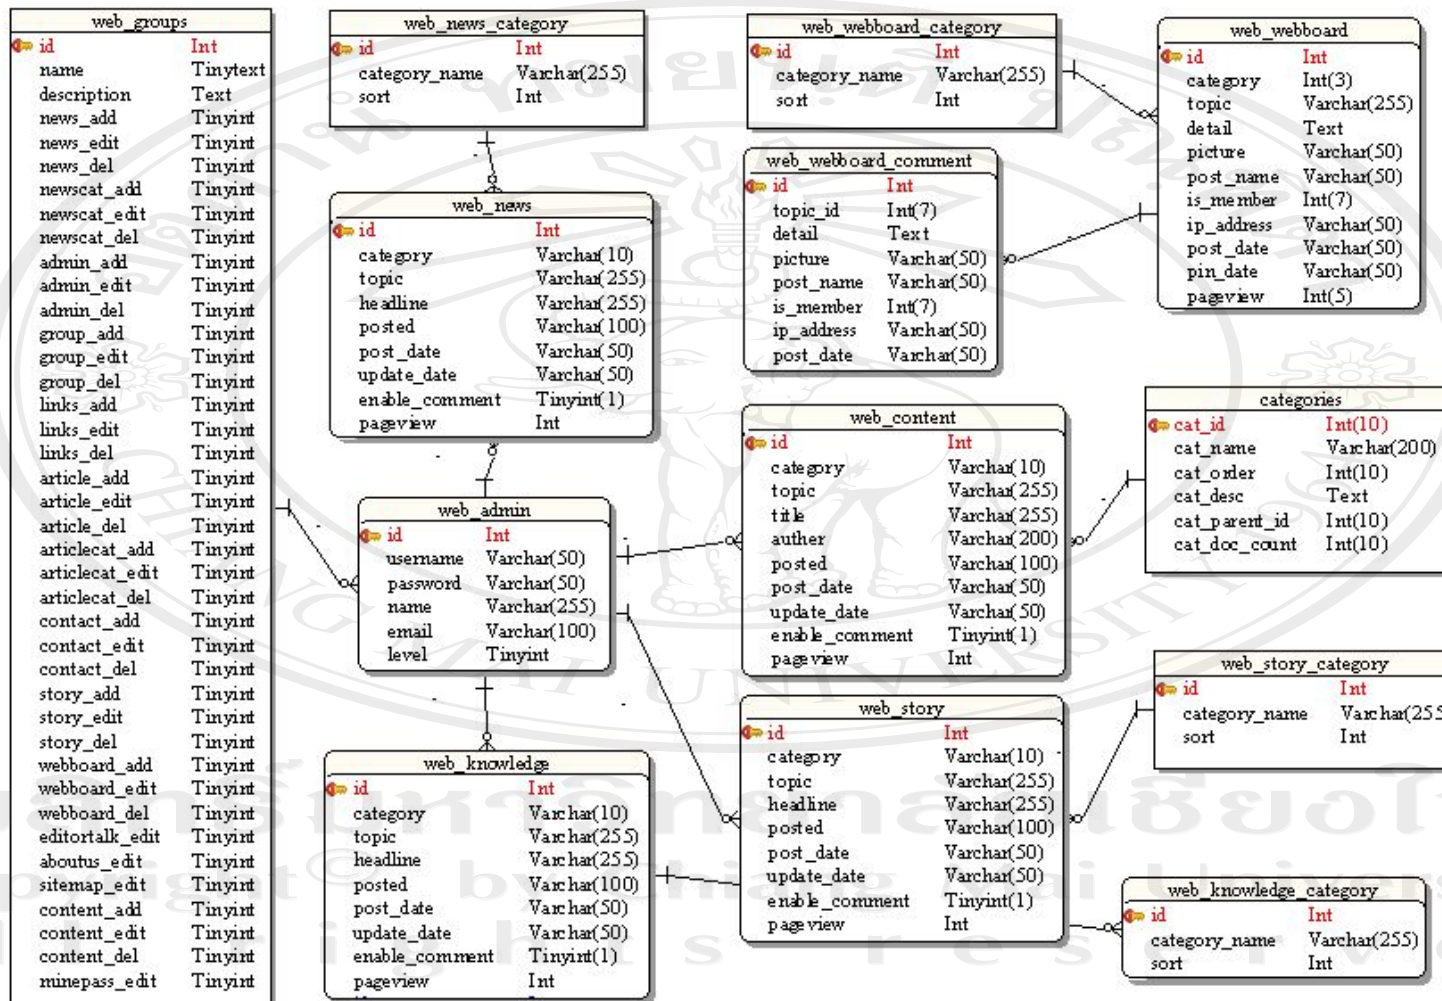 web_groups
id Int
name Tinytext
description Text
news_add Tinyint
news_edit Tinyint
news_del Tinyint
newscat_add Tinyint
newscat_edit Tinyint
newscat_del Tinyint
admin_add Tinyint
admin_edit Tinyint
admin_del Tinyint
group_add Tinyint
group_edit Tinyint
group_del Tinyint
links_add Tinyint
links_edit Tinyint
links_del Tinyint
article_add Tinyint
article_edit Tinyint
article_del Tinyint
articlecat_add Tinyint
articlecat_edit Tinyint
articlecat_del Tinyint
contact_add Tinyint
contact_edit Tinyint
contact_del Tinyint
story_add Tinyint
story_edit Tinyint
story_del Tinyint
webboard_add Tinyint
webboard_edit Tinyint
webboard_del Tinyint
editortalk_edit Tinyint
aboutus_edit Tinyint
sitemap_edit Tinyint
content_add Tinyint
content_edit Tinyint
content_del Tinyint
minepass_edit Tinyint
web_news_category
id Int
category_name Varchar(255)
sort Int
web_news
id Int
category Varchar(10)
topic Varchar(255)
headline Varchar(255)
posted Varchar(100)
post_date Varchar(50)
update_date Varchar(50)
enable_comment Tinyint(1)
pageview Int
web_admin
id Int
username Varchar(50)
password Varchar(50)
name Varchar(255)
email Varchar(100)
level Tinyint
web_knowledge
id Int
category Varchar(10)
topic Varchar(255)
headline Varchar(255)
posted Varchar(100)
post_date Varchar(50)
update_date Varchar(50)
enable_comment Tinyint(1)
pageview Int
web_webboard_category
id Int
category_name Varchar(255)
sort Int
web_webboard_comment
id Int
topic_id Int(7)
detail Text
picture Varchar(50)
post_name Varchar(50)
is_member Int(7)
ip_address Varchar(50)
post_date Varchar(50)
web_content
id Int
category Varchar(10)
topic Varchar(255)
title Varchar(255)
auther Varchar(200)
posted Varchar(100)
post_date Varchar(50)
update_date Varchar(50)
enable_comment Tinyint(1)
pageview Int
web_story
id Int
category Varchar(10)
topic Varchar(255)
headline Varchar(255)
posted Varchar(100)
post_date Varchar(50)
update_date Varchar(50)
enable_comment Tinyint(1)
pageview Int
web_webboard
id Int
category Int(3)
topic Varchar(255)
detail Text
picture Varchar(50)
post_name Varchar(50)
is_member Int(7)
ip_address Varchar(50)
post_date Varchar(50)
pin_date Varchar(50)
pageview Int(5)
categories
cat_id Int(10)
cat_name Varchar(200)
cat_order Int(10)
cat_desc Text
cat_parent_id Int(10)
cat_doc_count Int(10)
web_story_category
id Int
category_name Varchar(255
sort Int
web_knowledge_category
id Int
category_name Varchar(255)
sort Int